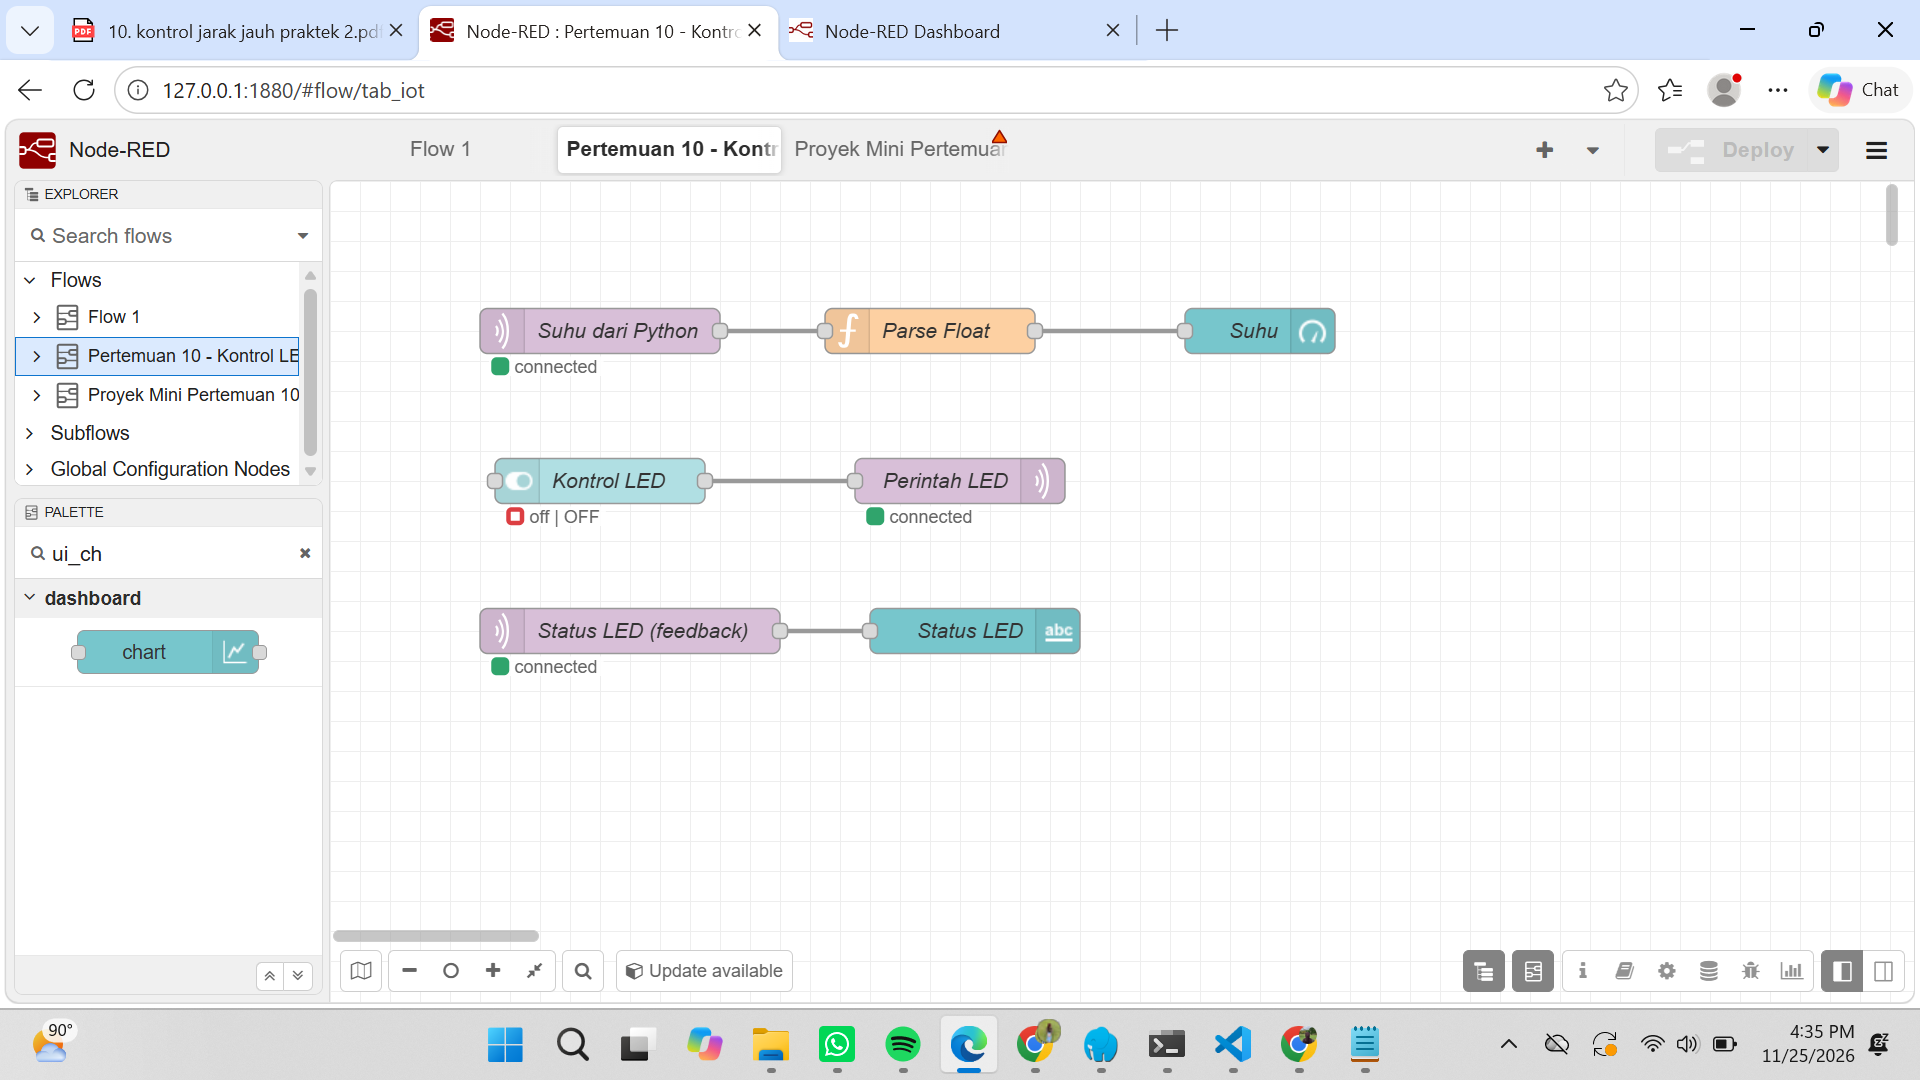 10. kontrol jarak jauh praktek 2.pdf
Node-RED : Pertemuan 10 - Kontro
Node-RED Dashboard
127.0.0.1:1880/#flow/tab_iot
Chat
Node-RED
Flow 1
Pertemuan 10 - Kontr
Proyek Mini Pertemuar
Deploy
EXPLORER
Search flows
Flows
Flow 1
Pertemuan 10 - Kontrol LE
Proyek Mini Pertemuan 10
Subflows
Global Configuration Nodes
PALETTE
ui_ch
dashboard
chart
Suhu dari Python
Parse Float
Suhu
connected
Kontrol LED
Perintah LED
off | OFF
connected
Status LED (feedback)
Status LED
abc
connected
Update available
90°
4:35 PM
11/25/2026